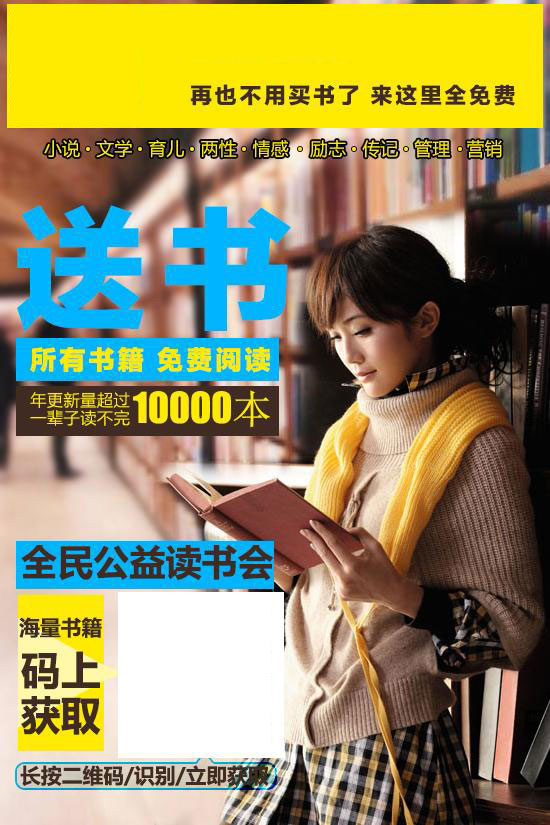 再也不用买书了 来这里全免费
小说·文学·育儿·两性·情感·励志·传记·管理·营销
送书
所有书籍 免费阅读
年更新量超过
一辈子读不完
10000本
全民公益读书会
海量书籍
码上
获取
长按二维码/识别/立即获取